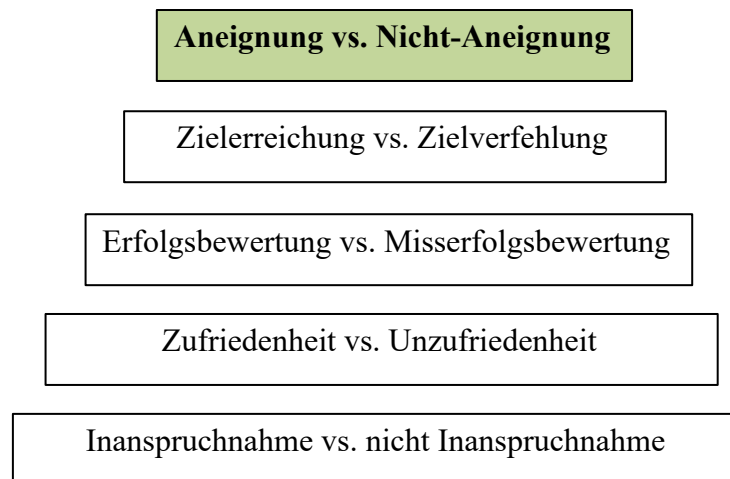 Aneignung vs. Nicht-Aneignung
Zielerreichung vs. Zielverfehlung
Erfolgsbewertung vs. Misserfolgsbewertung
Zufriedenheit vs. Unzufriedenheit
Inanspruchnahme vs. nicht Inanspruchnahme